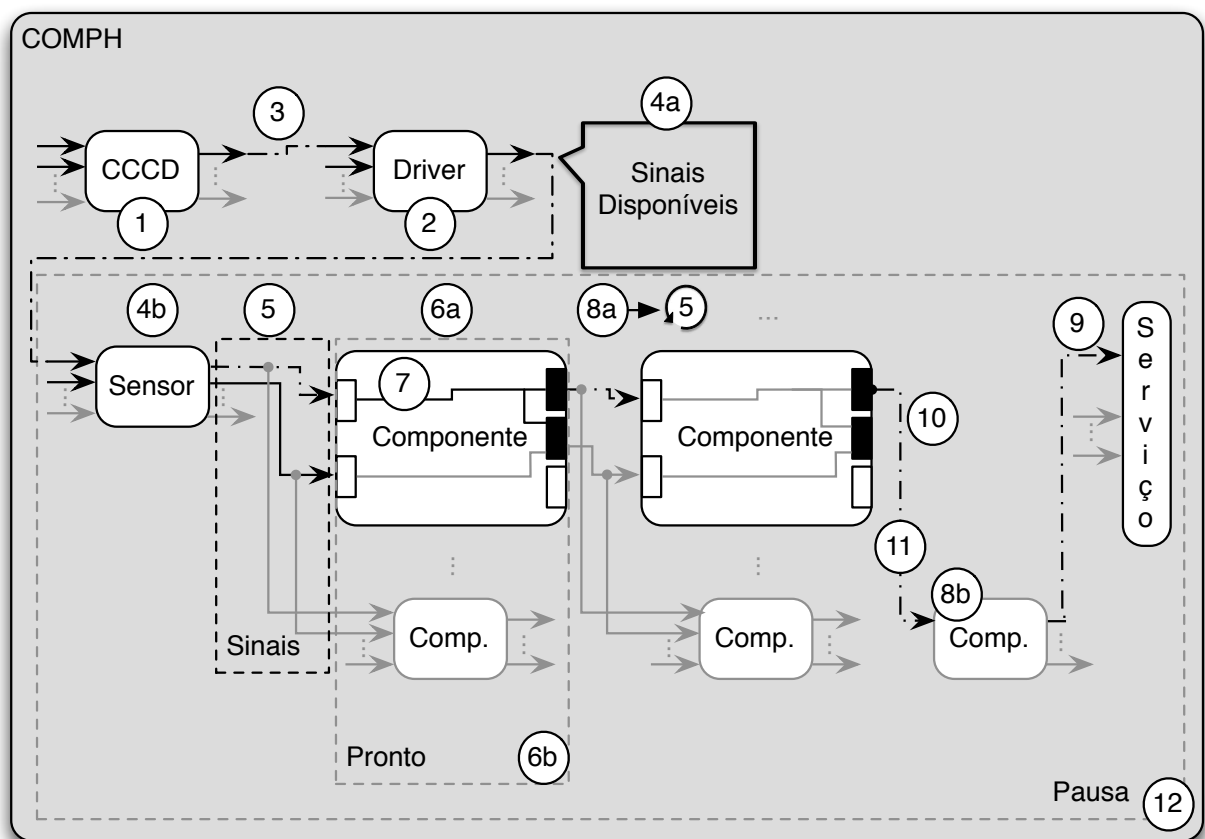 COMPH
3
4a
CCCD
Driver
Sinais
Disponíveis
1
2
4b
5
6a
8a
5
...
9
Sensor
7
Componente
Componente
10
Serviço
11
8b
Sinais
Comp.
Comp.
Comp.
Pronto
6b
Pausa
12